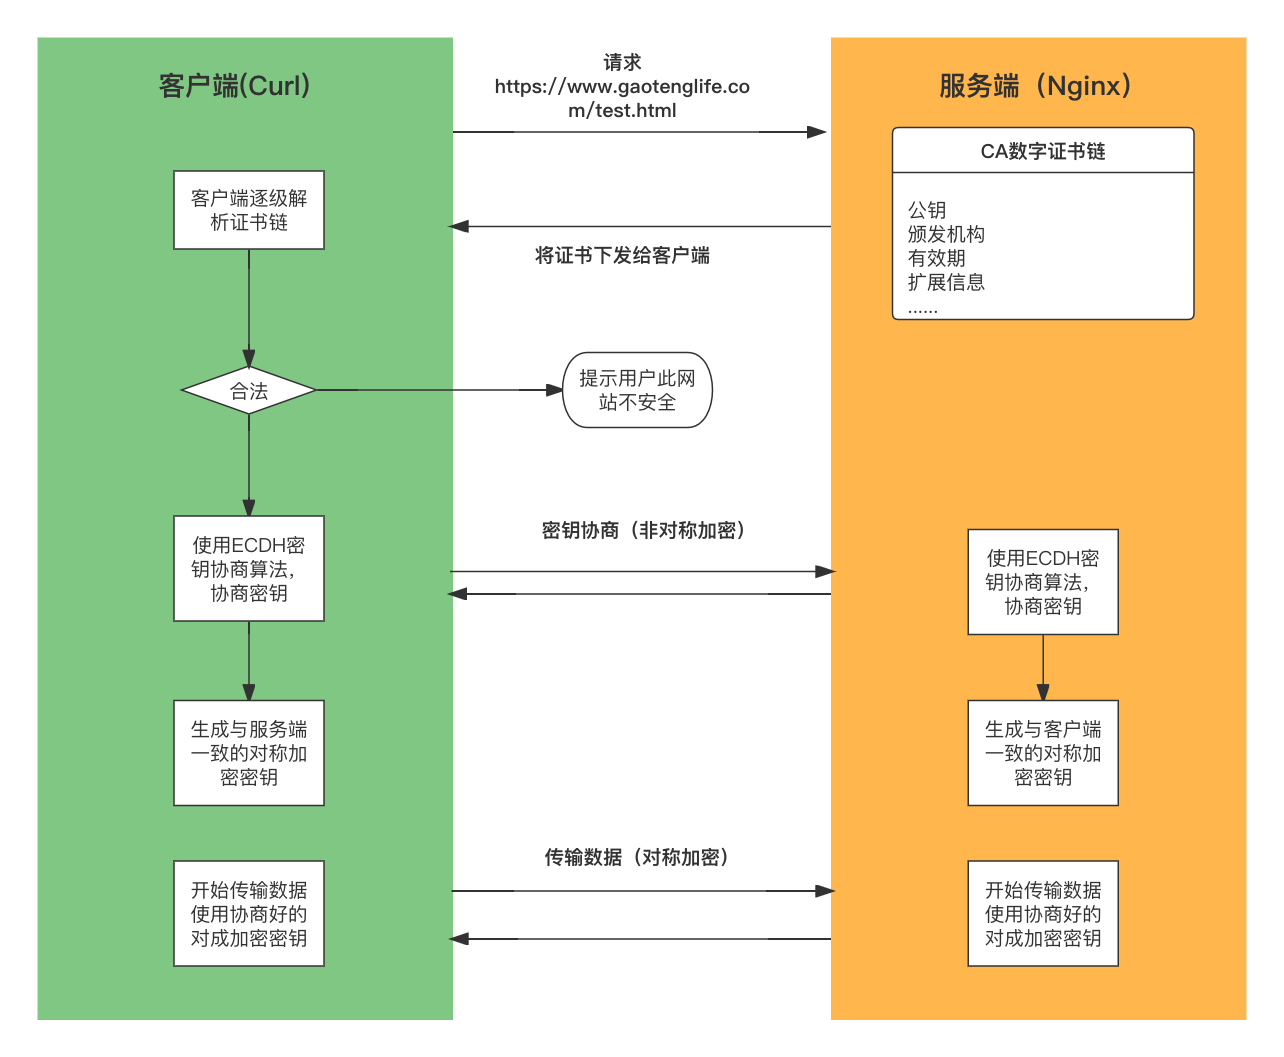 客户端(Curl)
请求
https://www.gaotenglife.co
m/test.html
服务端（Nginx）
CA数字证书链
公钥
颁发机构
有效期
扩展信息
......
客户端逐级解
析证书链
将证书下发给客户端
合法
提示用户此网
站不安全
密钥协商（非对称加密）
使用ECDH密
钥协商算法，
协商密钥
使用ECDH密
钥协商算法，
协商密钥
生成与服务端
一致的对称加
密密钥
生成与客户端
一致的对称加
密密钥
传输数据（对称加密）
开始传输数据
使用协商好的
对成加密密钥
开始传输数据
使用协商好的
对成加密密钥